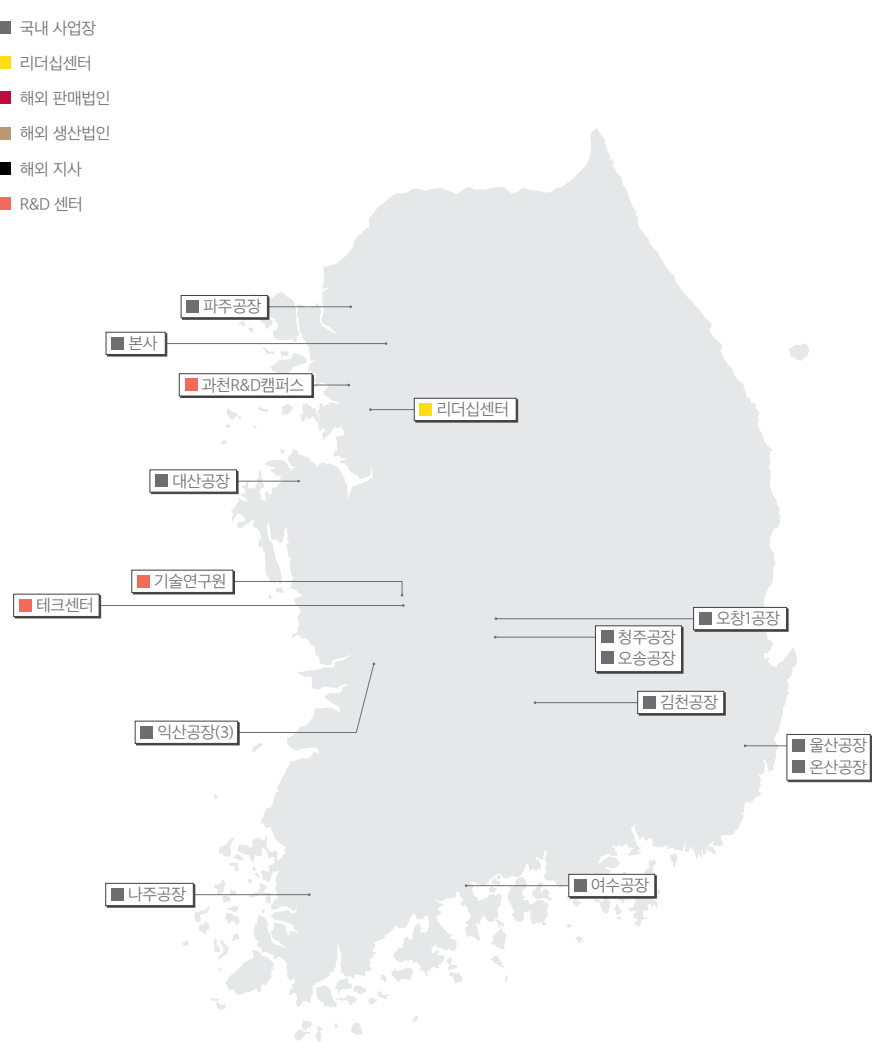 국내 사업장
리더십센터
해외 판매법인
해외 생산법인
해외 지사
R&D 센터
파주공장
본사
과천R&D캠퍼스
리더십센터
대산공장
기술연구원
테크센터
오창1공장
청주공장
오송공장
김천공장
익산공장(3)
울산공장
온산공장
여수공장
나주공장